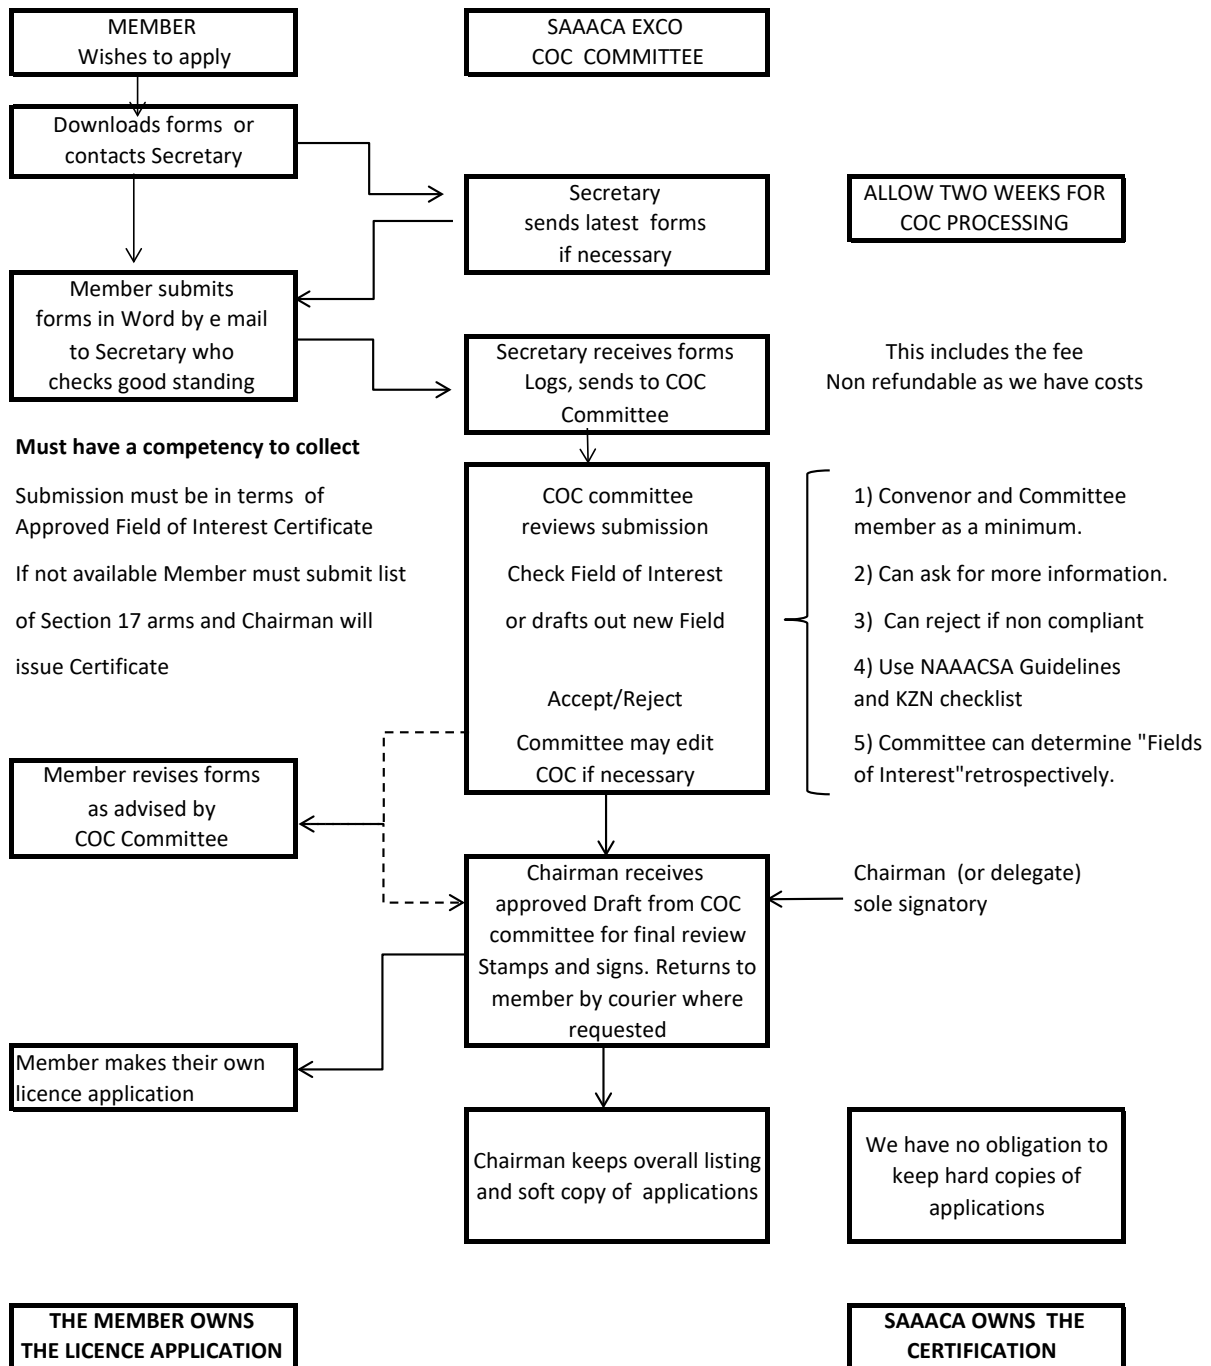 MEMBER
Wishes to apply
SAAACA EXCO
COC  COMMITTEE
Downloads forms  or
contacts Secretary
Secretary
sends latest  forms
if necessary
ALLOW TWO WEEKS FOR
COC PROCESSING
Member submits
forms in Word by e mail
to Secretary who
checks good standing
Secretary receives forms
Logs, sends to COC
Committee
This includes the fee
Non refundable as we have costs
Must have a competency to collect
Submission must be in terms  of
Approved Field of Interest Certificate
If not available Member must submit list
of Section 17 arms and Chairman will
issue Certificate
COC committee
reviews submission
Check Field of Interest
or drafts out new Field
Accept/Reject
Committee may edit
COC if necessary
1) Convenor and Committee
member as a minimum.
2) Can ask for more information.
3)  Can reject if non compliant
4) Use NAAACSA Guidelines
and KZN checklist
5) Committee can determine "Fields
of Interest"retrospectively.
Member revises forms
as advised by
COC Committee
Chairman receives
approved Draft from COC
committee for final review
Stamps and signs. Returns to
member by courier where
requested
Chairman  (or delegate)
sole signatory
Member makes their own
licence application
Chairman keeps overall listing
and soft copy of  applications
We have no obligation to
keep hard copies of
applications
THE MEMBER OWNS
THE LICENCE APPLICATION
SAAACA OWNS  THE
CERTIFICATION